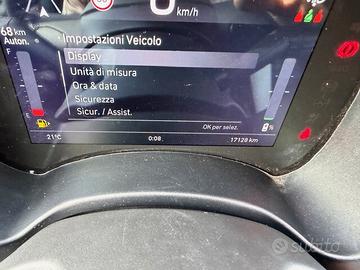 68 km
Auton.
km/h
Impostazioni Veicolo
Display
Unità di misura
Ora & data
Sicurezza
Sicur. / Assist.
OK per selez.
21°C
0:08
17128 km
subito